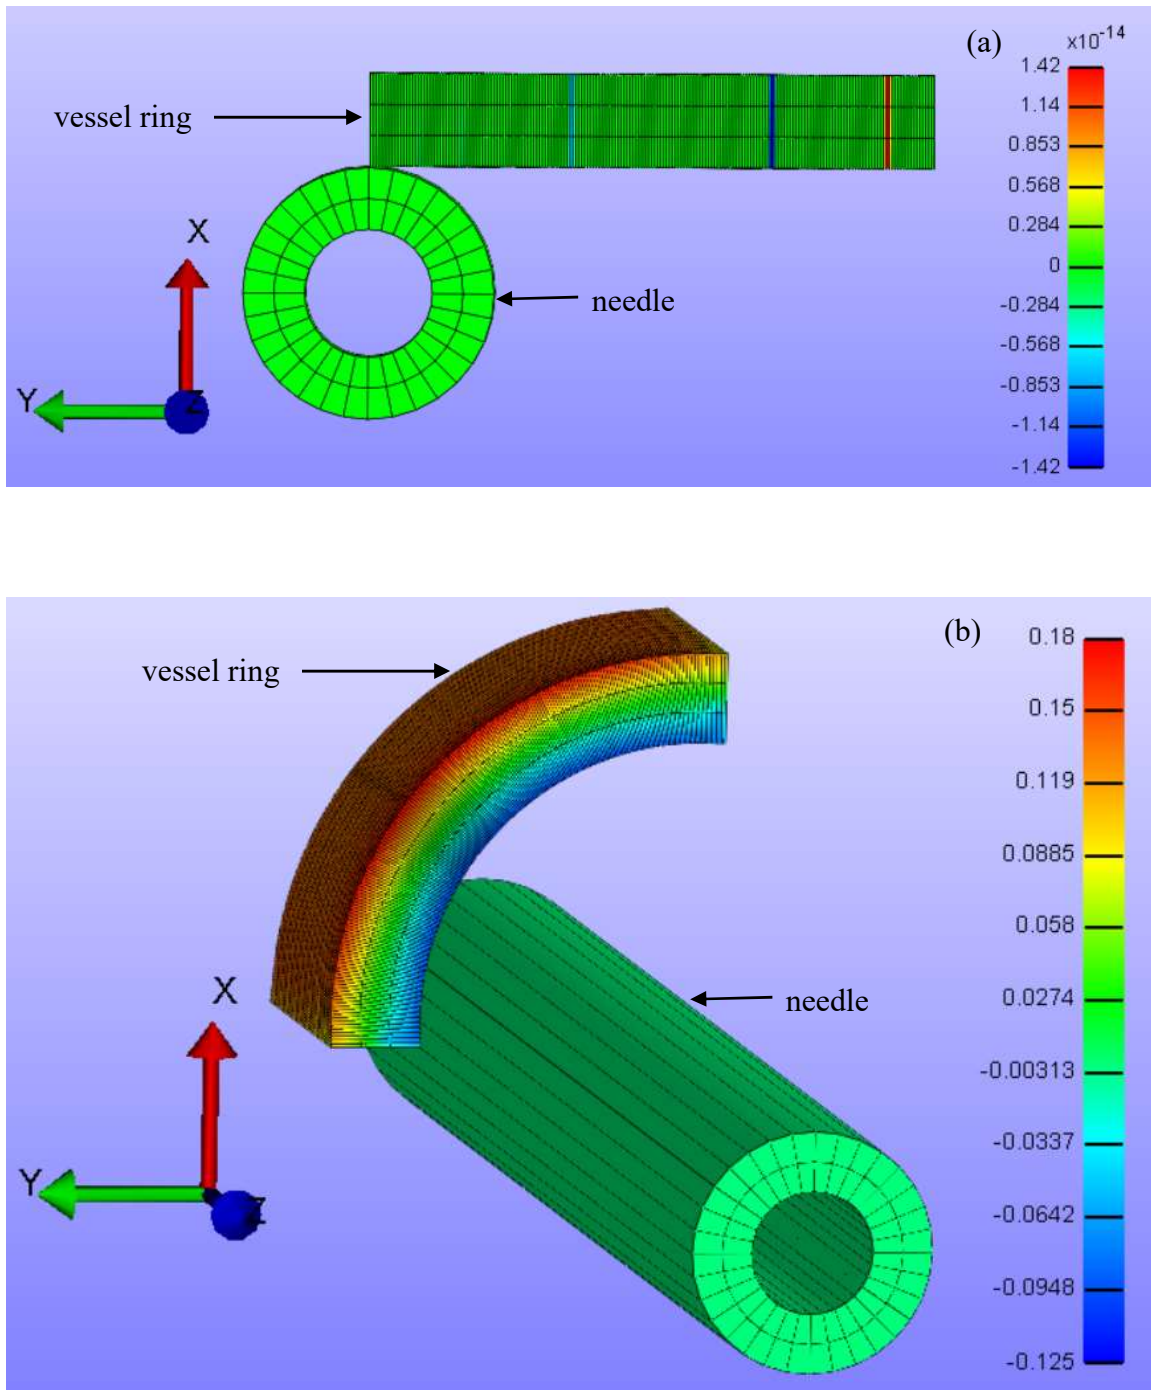 (a)
x10^-14
vessel ring
1.42
1.14
0.853
0.568
0.284
0
-0.284
-0.568
-0.853
-1.14
-1.42
X
needle
Y
Z
(b)
vessel ring
0.18
0.15
0.119
0.0885
0.058
0.0274
-0.00313
-0.0337
-0.0642
-0.0948
-0.125
needle
X
Y
Z